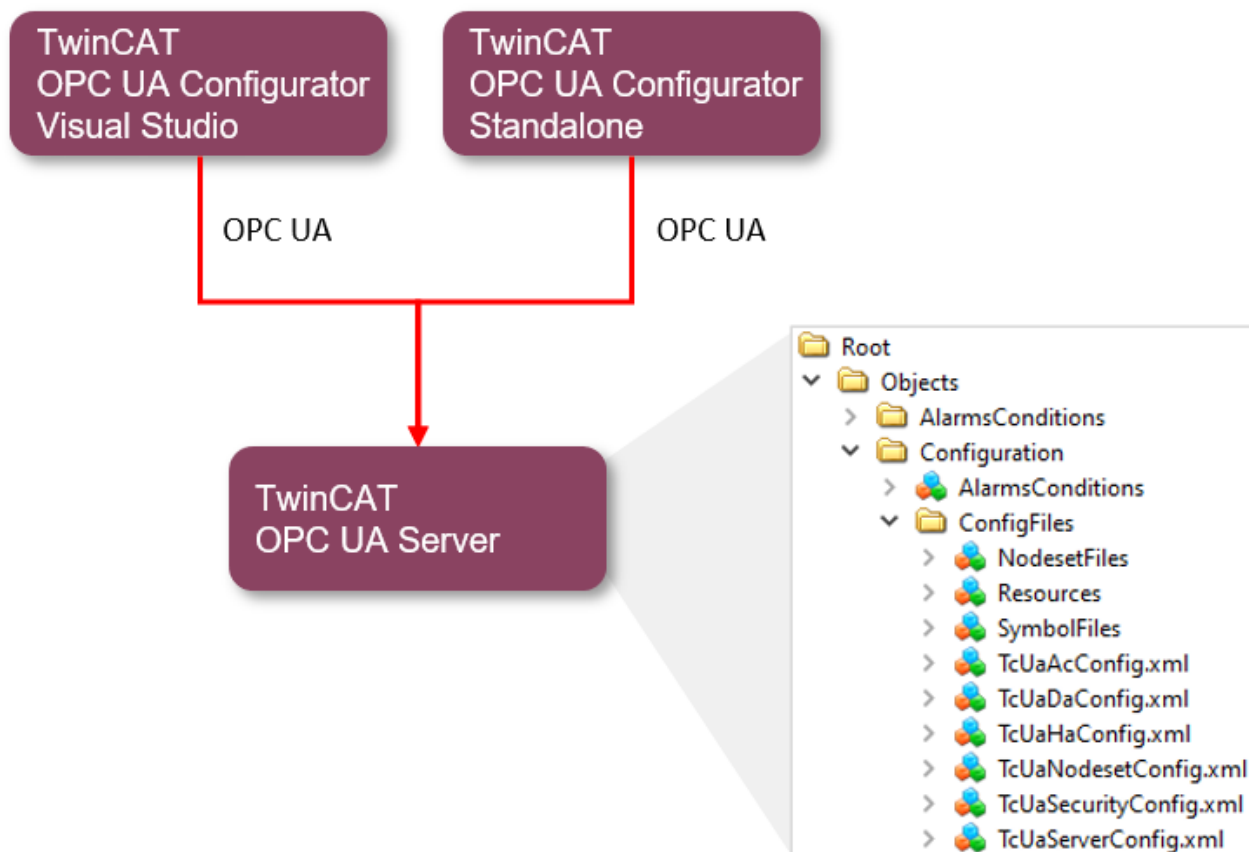 TwinCAT
OPC UA Configurator
Visual Studio
TwinCAT
OPC UA Configurator
Standalone
OPC UA
OPC UA
TwinCAT
OPC UA Server
Root
Objects
AlarmsConditions
Configuration
AlarmsConditions
ConfigFiles
NodesetFiles
Resources
SymbolFiles
TcUaAcConfig.xml
TcUaDaConfig.xml
TcUaHaConfig.xml
TcUaNodesetConfig.xml
TcUaSecurityConfig.xml
TcUaServerConfig.xml